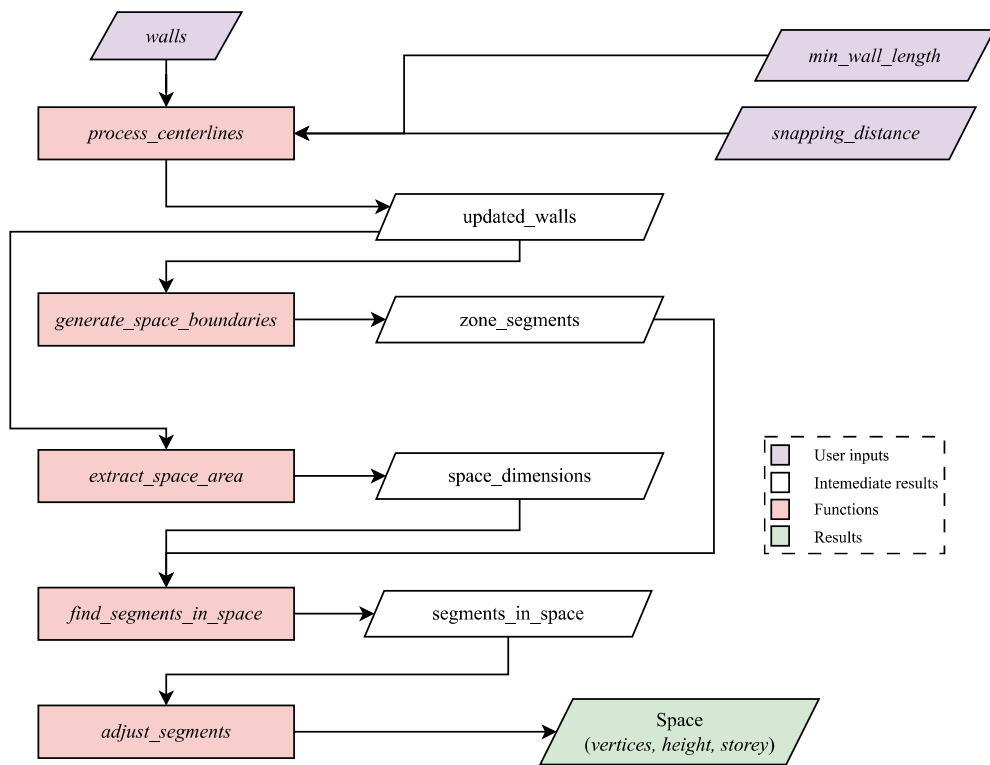 walls
min_wall_length
process_centerlines
snapping_distance
updated_walls
generate_space_boundaries
zone_segments
extract_space_area
space_dimensions
User inputs
Intemediate results
Functions
Results
find_segments_in_space
segments_in_space
adjust_segments
Space
(vertices, height, storey)